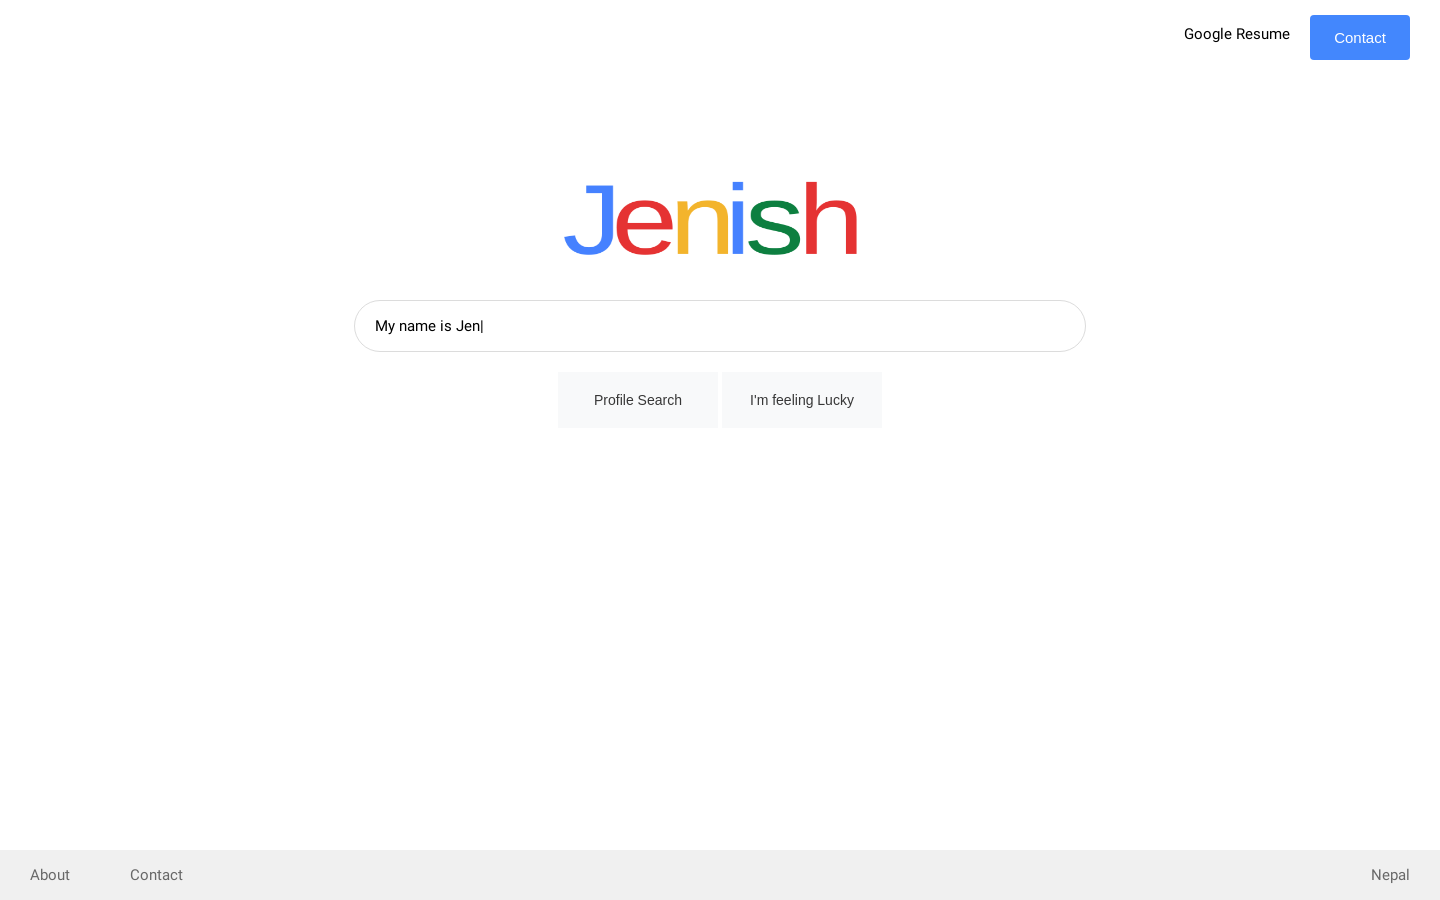 Google Resume
Contact
Jenish
My name is Jen|
Profile Search
I'm feeling Lucky
About
Contact
Nepal